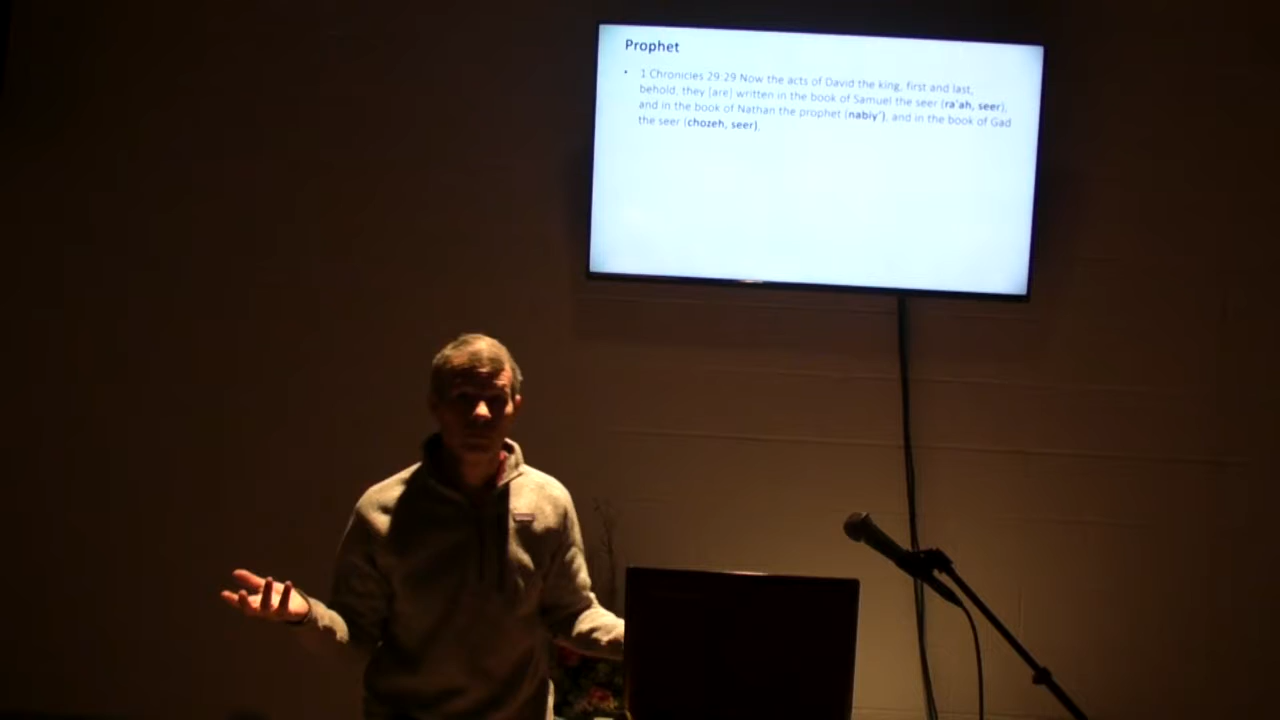 Prophet
• 1 Chronicles 29:29 Now the acts of David the king, first and last,
behold, they [are] written in the book of Samuel the seer (ra'ah, seer),
and in the book of Nathan the prophet (nabiy'), and in the book of Gad
the seer (chozeh, seer),